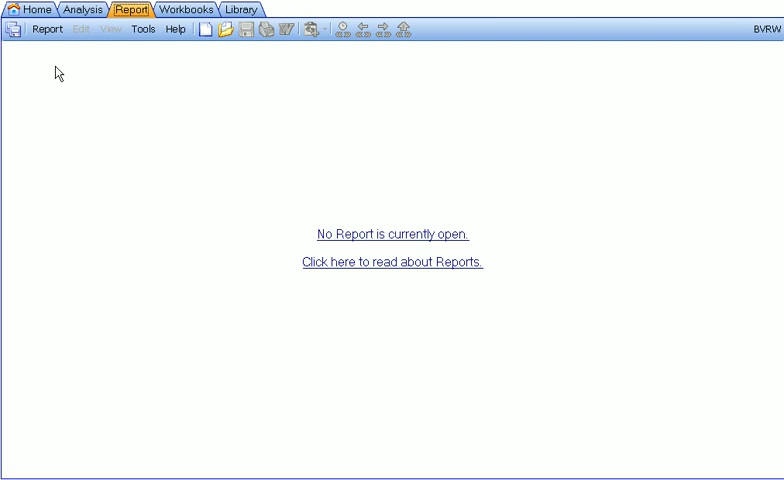 Home Analysis Report Workbooks Library
Report Edit View Tools Help BVRW
No Report is currently open.
Click here to read about Reports.